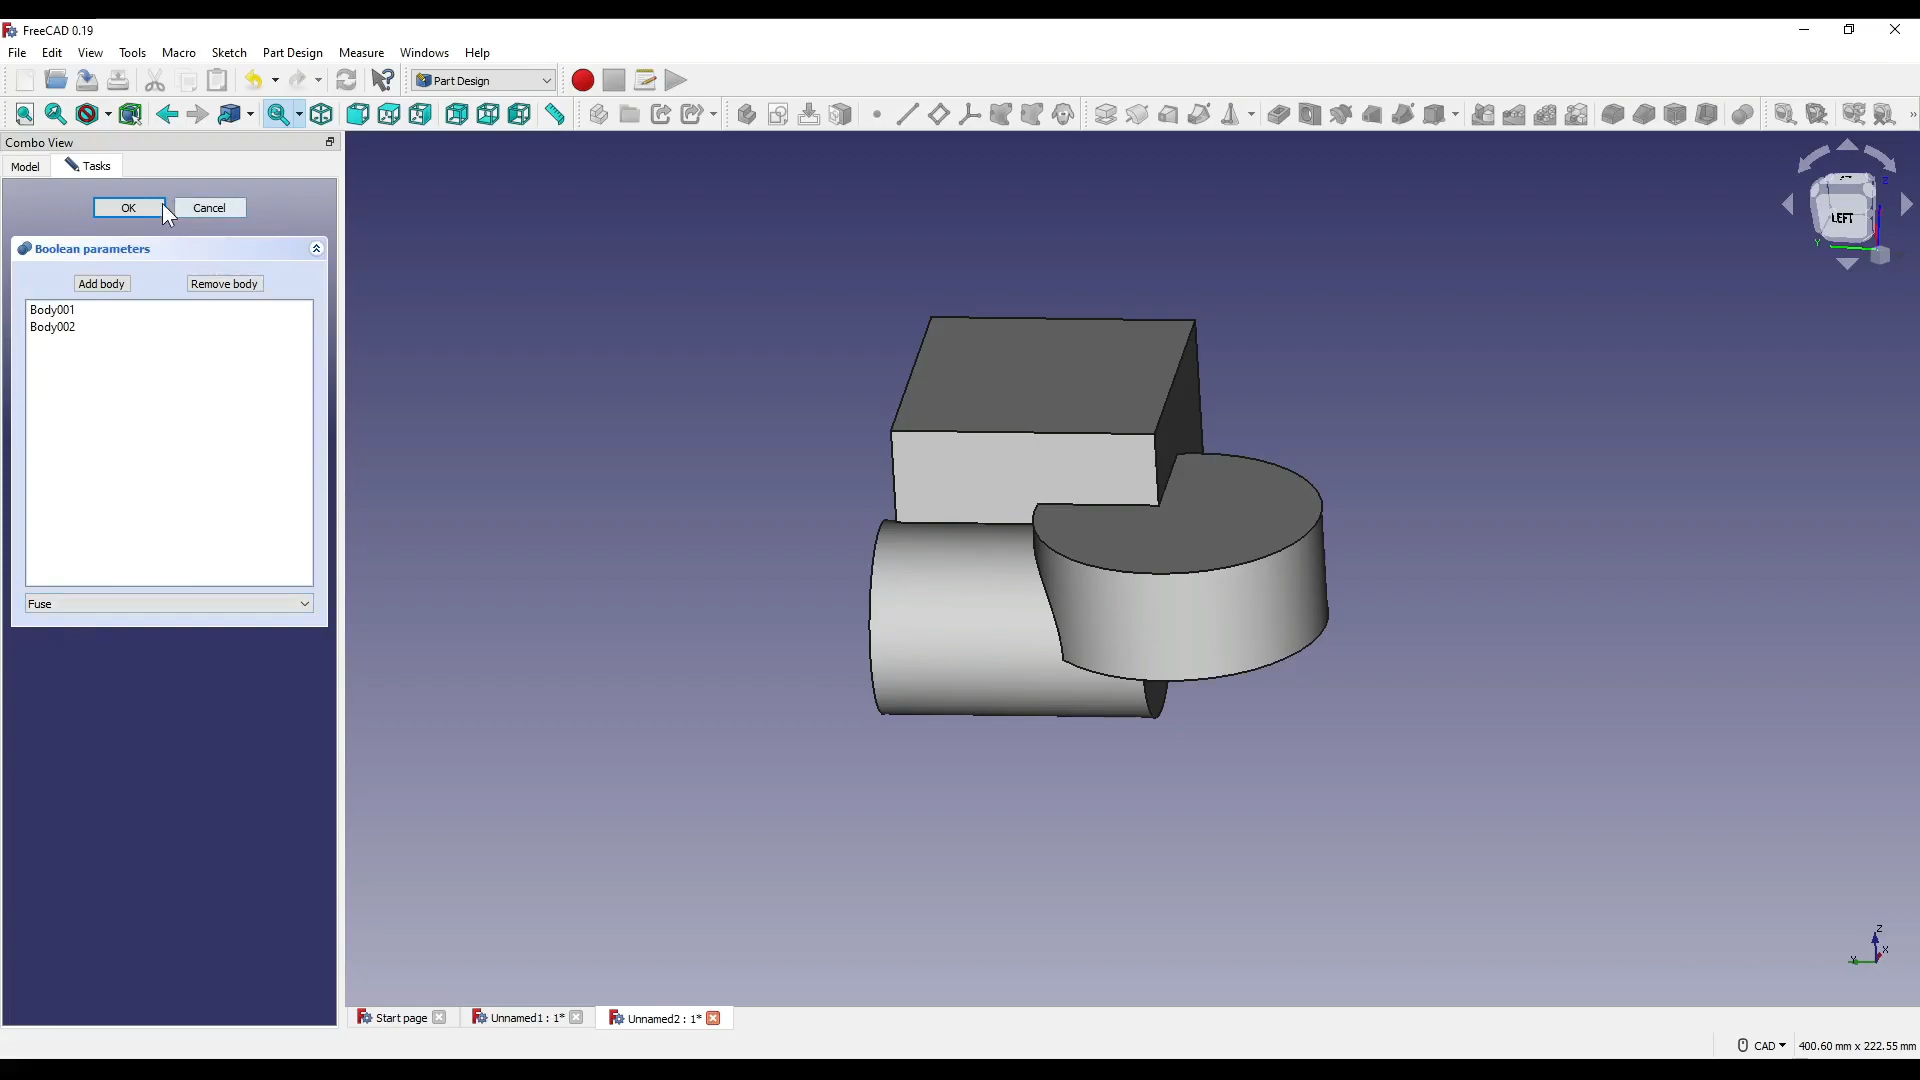 FreeCAD 0.19
File Edit View Tools Macro Sketch Part Design Measure Windows Help
Part Design
Combo View
Model Tasks
OK Cancel
Boolean parameters
Add body Remove body
Body001
Body002
Fuse
LEFT
Z
Y
Z
X
Y
Start page Unnamed1 : 1* Unnamed2 : 1*
CAD 400.60 mm x 222.55 mm